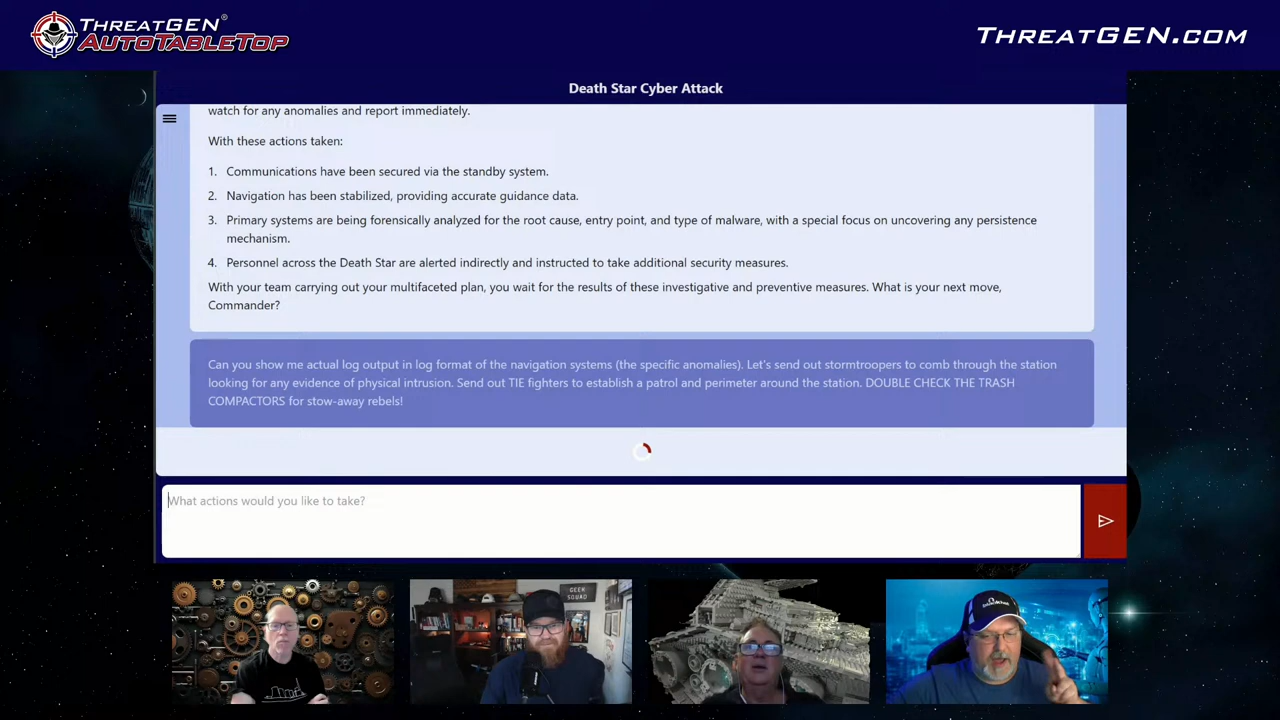 THREATGEN®
AUTOTABLETOP
THREATGEN.COM
Death Star Cyber Attack
watch for any anomalies and report immediately.
With these actions taken:
1. Communications have been secured via the standby system.
2. Navigation has been stabilized, providing accurate guidance data.
3. Primary systems are being forensically analyzed for the root cause, entry point, and type of malware, with a special focus on uncovering any persistence
mechanism.
4. Personnel across the Death Star are alerted indirectly and instructed to take additional security measures.
With your team carrying out your multifaceted plan, you wait for the results of these investigative and preventive measures. What is your next move,
Commander?
Can you show me actual log output in log format of the navigation systems (the specific anomalies). Let's send out stormtroopers to comb through the station
looking for any evidence of physical intrusion. Send out TIE fighters to establish a patrol and perimeter around the station. DOUBLE CHECK THE TRASH
COMPACTORS for stow-away rebels!
What actions would you like to take?
GEEK
SQUAD